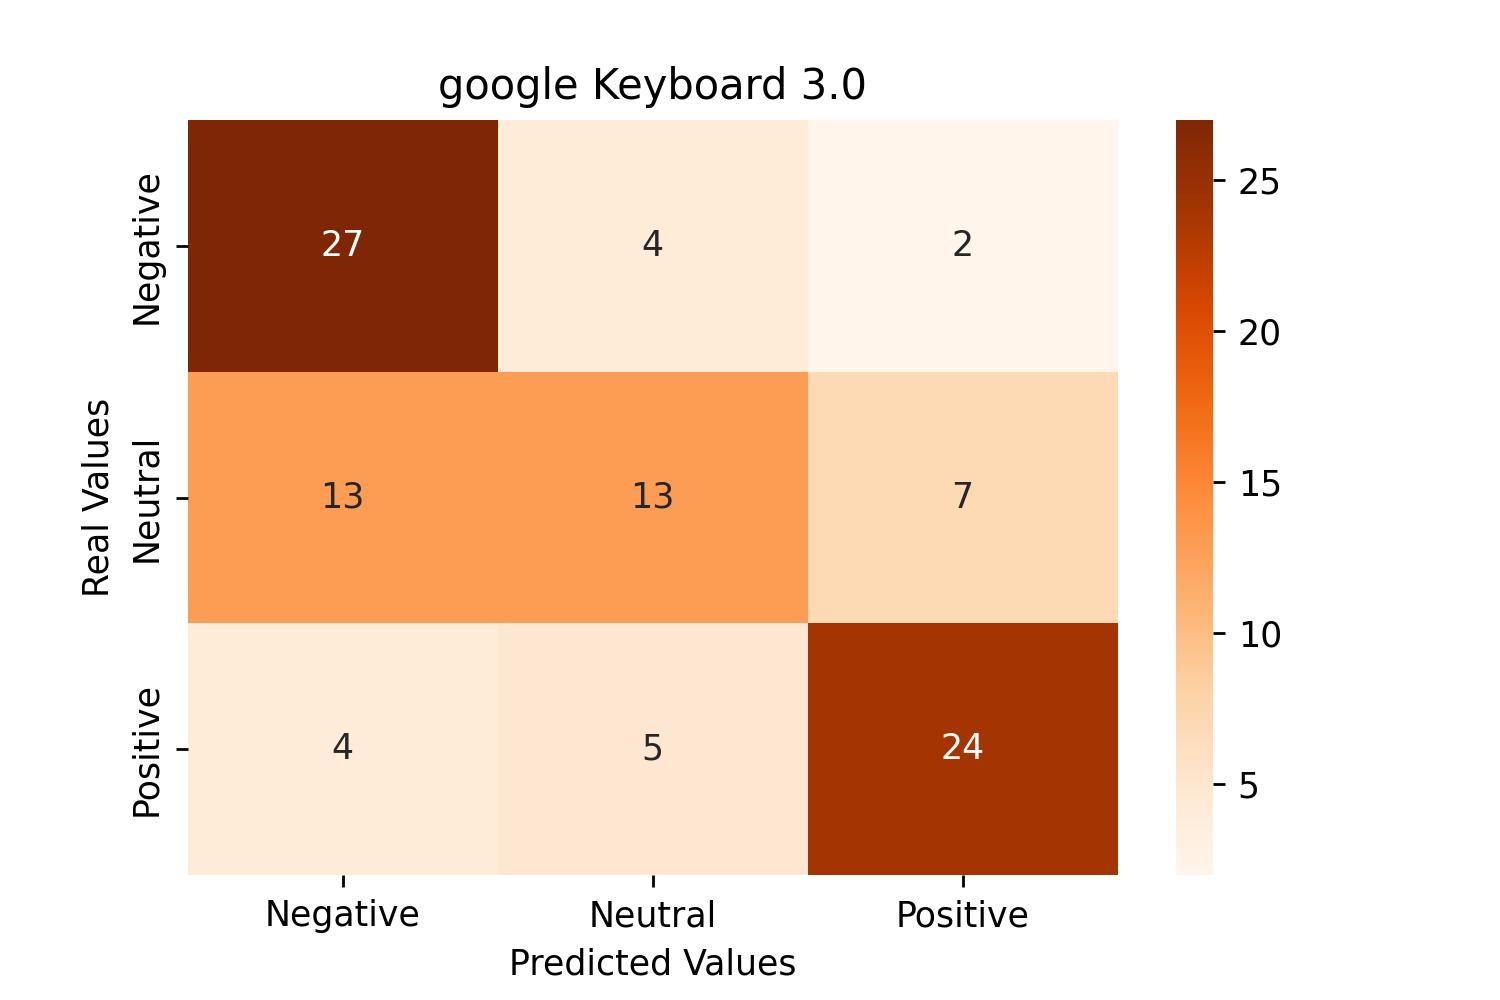 google Keyboard 3.0
Negative
27
4
2
25
20
Real Values
Neutral
13
13
7
15
10
Positive
4
5
24
5
Negative
Neutral
Positive
Predicted Values